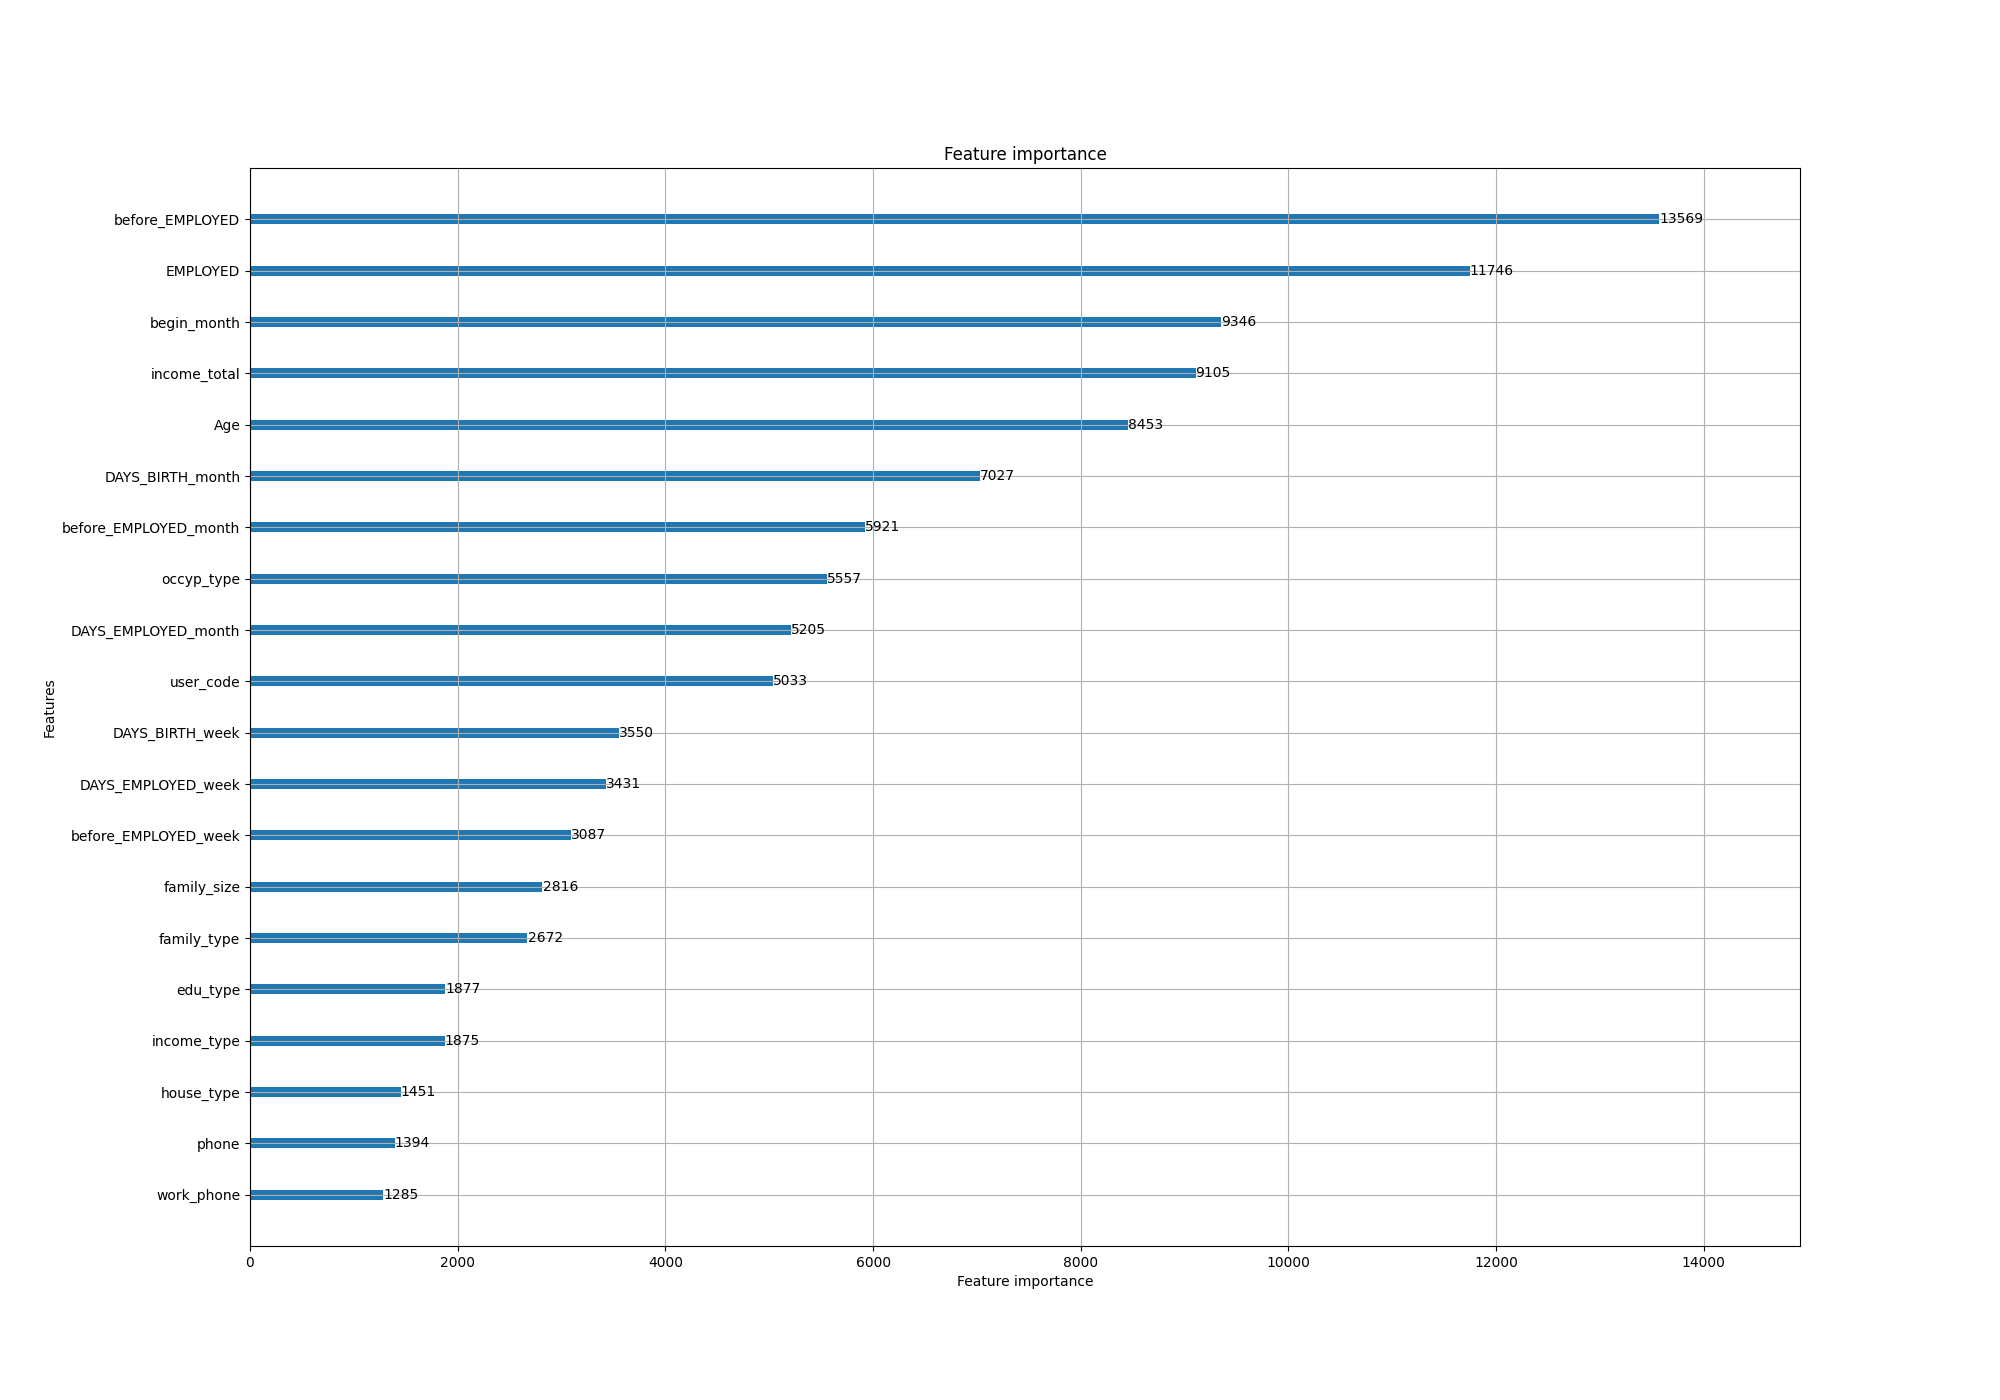 Feature importance
before_EMPLOYED 13569
EMPLOYED 11746
begin_month 9346
income_total 9105
Age 8453
DAYS_BIRTH_month 7027
before_EMPLOYED_month 5921
occyp_type 5557
DAYS_EMPLOYED_month 5205
user_code 5033
DAYS_BIRTH_week 3550
DAYS_EMPLOYED_week 3431
before_EMPLOYED_week 3087
family_size 2816
family_type 2672
edu_type 1877
income_type 1875
house_type 1451
phone 1394
work_phone 1285
Features
0 2000 4000 6000 8000 10000 12000 14000
Feature importance